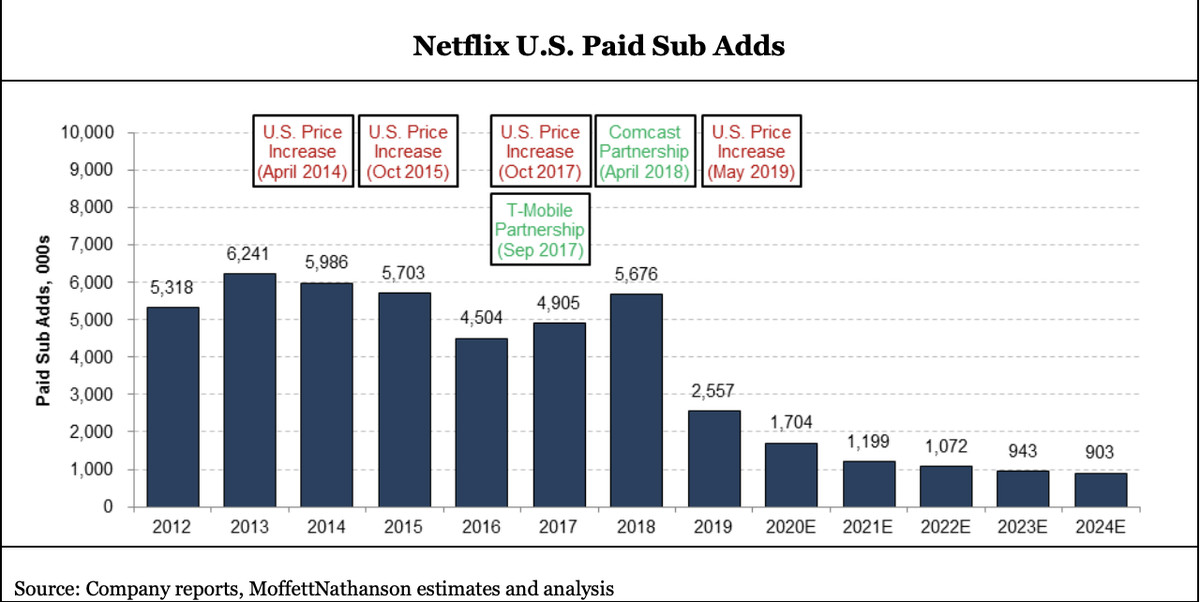 Netflix U.S. Paid Sub Adds
U.S. Price
Increase
(April 2014)
U.S. Price
Increase
(Oct 2015)
U.S. Price
Increase
(Oct 2017)
Comcast
Partnership
(April 2018)
U.S. Price
Increase
(May 2019)
T-Mobile
Partnership
(Sep 2017)
Paid Sub Adds, 000s
10,000
9,000
8,000
7,000
6,000
5,000
4,000
3,000
2,000
1,000
0
5,318
6,241
5,986
5,703
4,504
4,905
5,676
2,557
1,704
1,199
1,072
943
903
2012 2013 2014 2015 2016 2017 2018 2019 2020E 2021E 2022E 2023E 2024E
Source: Company reports, MoffettNathanson estimates and analysis